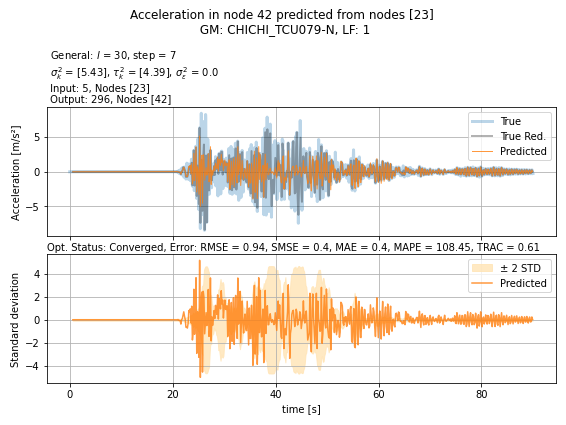 Acceleration in node 42 predicted from nodes [23]
GM: CHICHI_TCU079-N, LF: 1
General: l = 30, step = 7
σ²ₖ = [5.43], τ²ₖ = [4.39], σ²ε = 0.0
Input: 5, Nodes [23]
Output: 296, Nodes [42]
Acceleration [m/s²]
5
0
−5
True
True Red.
Predicted
Opt. Status: Converged, Error: RMSE = 0.94, SMSE = 0.4, MAE = 0.4, MAPE = 108.45, TRAC = 0.61
Standard deviation
4
2
0
−2
−4
± 2 STD
Predicted
0 20 40 60 80
time [s]